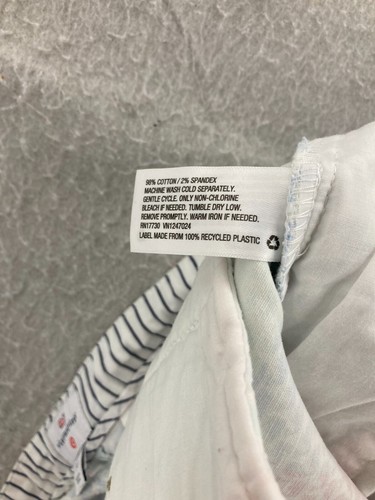 98% COTTON / 2% SPANDEX
MACHINE WASH COLD SEPARATELY.
GENTLE CYCLE. ONLY NON-CHLORINE
BLEACH IF NEEDED. TUMBLE DRY LOW.
REMOVE PROMPTLY. WARM IRON IF NEEDED.
RN17730 VN1247024
LABEL MADE FROM 100% RECYCLED PLASTIC